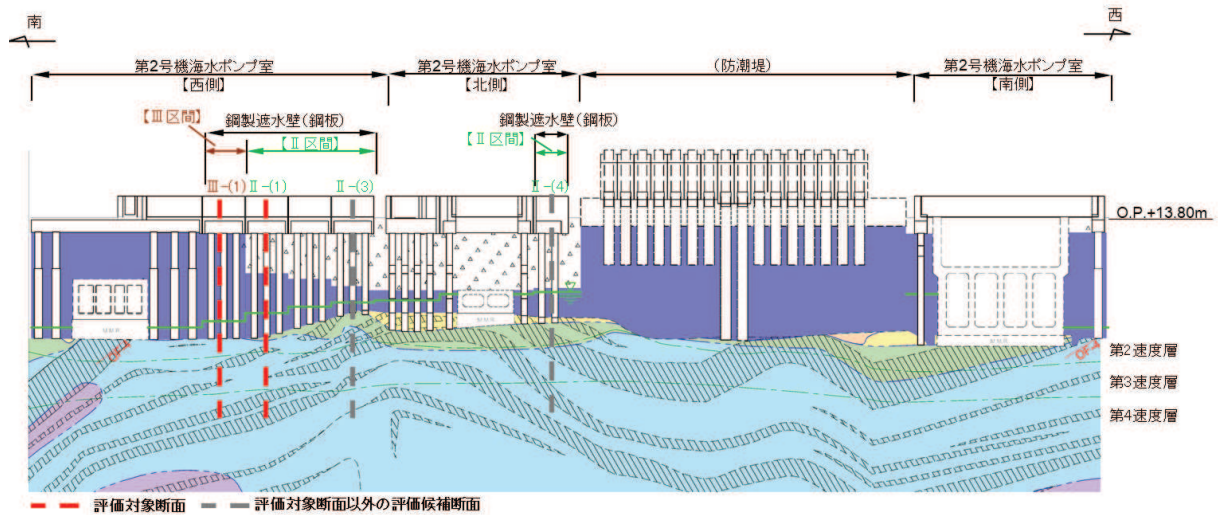 南
西
第2号機海水ポンプ室
【西側】
第2号機海水ポンプ室
【北側】
(防潮堤)
第2号機海水ポンプ室
【南側】
【Ⅲ区間】
鋼製遮水壁(鋼板)
【Ⅱ区間】
鋼製遮水壁(鋼板)
【Ⅱ区間】
Ⅲ-(1)
Ⅱ-(1)
Ⅱ-(3)
Ⅱ-(4)
O.P.+13.80m
M.M.R.
M.M.R.
M.M.R.
OF-4
OF-4
第2速度層
第3速度層
第4速度層
評価対象断面
評価対象断面以外の評価候補断面